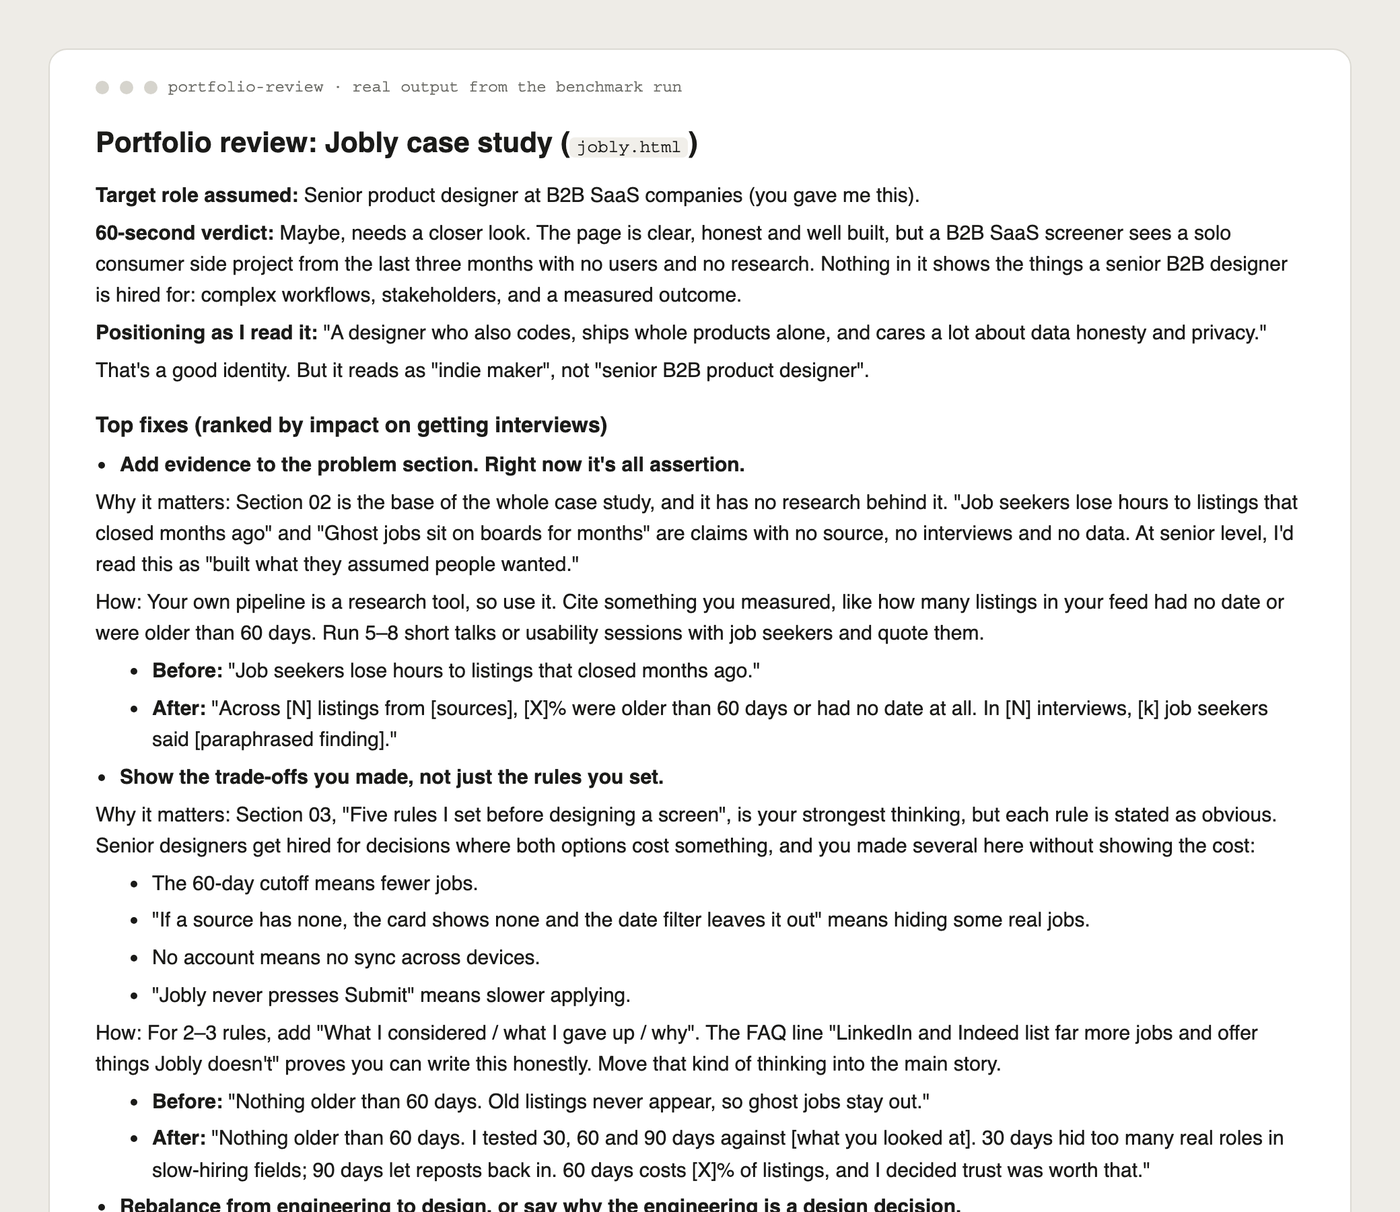 portfolio-review · real output from the benchmark run
Portfolio review: Jobly case study (jobly.html)
Target role assumed: Senior product designer at B2B SaaS companies (you gave me this).
60-second verdict: Maybe, needs a closer look. The page is clear, honest and well built, but a B2B SaaS screener sees a solo
consumer side project from the last three months with no users and no research. Nothing in it shows the things a senior B2B designer
is hired for: complex workflows, stakeholders, and a measured outcome.
Positioning as I read it: "A designer who also codes, ships whole products alone, and cares a lot about data honesty and privacy."
That's a good identity. But it reads as "indie maker", not "senior B2B product designer".
Top fixes (ranked by impact on getting interviews)
• Add evidence to the problem section. Right now it's all assertion.
Why it matters: Section 02 is the base of the whole case study, and it has no research behind it. "Job seekers lose hours to listings that
closed months ago" and "Ghost jobs sit on boards for months" are claims with no source, no interviews and no data. At senior level, I'd
read this as "built what they assumed people wanted."
How: Your own pipeline is a research tool, so use it. Cite something you measured, like how many listings in your feed had no date or
were older than 60 days. Run 5–8 short talks or usability sessions with job seekers and quote them.
• Before: "Job seekers lose hours to listings that closed months ago."
• After: "Across [N] listings from [sources], [X]% were older than 60 days or had no date at all. In [N] interviews, [k] job seekers
said [paraphrased finding]."
• Show the trade-offs you made, not just the rules you set.
Why it matters: Section 03, "Five rules I set before designing a screen", is your strongest thinking, but each rule is stated as obvious.
Senior designers get hired for decisions where both options cost something, and you made several here without showing the cost:
• The 60-day cutoff means fewer jobs.
• "If a source has none, the card shows none and the date filter leaves it out" means hiding some real jobs.
• No account means no sync across devices.
• "Jobly never presses Submit" means slower applying.
How: For 2–3 rules, add "What I considered / what I gave up / why". The FAQ line "LinkedIn and Indeed list far more jobs and offer
things Jobly doesn't" proves you can write this honestly. Move that kind of thinking into the main story.
• Before: "Nothing older than 60 days. Old listings never appear, so ghost jobs stay out."
• After: "Nothing older than 60 days. I tested 30, 60 and 90 days against [what you looked at]. 30 days hid too many real roles in
slow-hiring fields; 90 days let reposts back in. 60 days costs [X]% of listings, and I decided trust was worth that."
• Rebalance from engineering to design, or say why the engineering is a design decision.